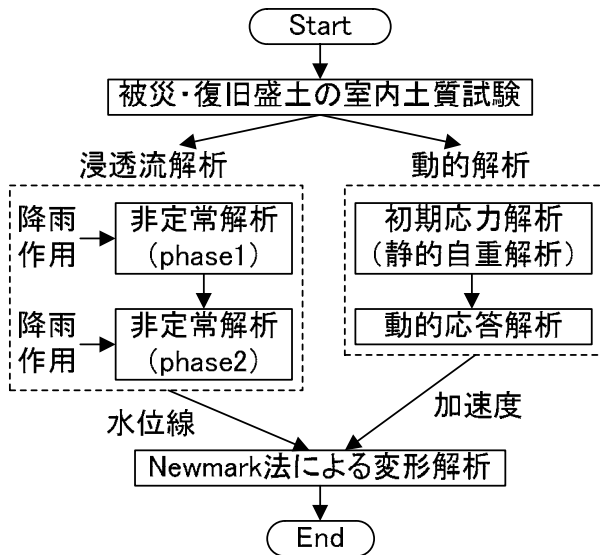 Start
被災・復旧盛土の室内土質試験
浸透流解析
降雨
作用
非定常解析
(phase1)
降雨
作用
非定常解析
(phase2)
動的解析
初期応力解析
(静的自重解析)
動的応答解析
水位線
加速度
Newmark法による変形解析
End